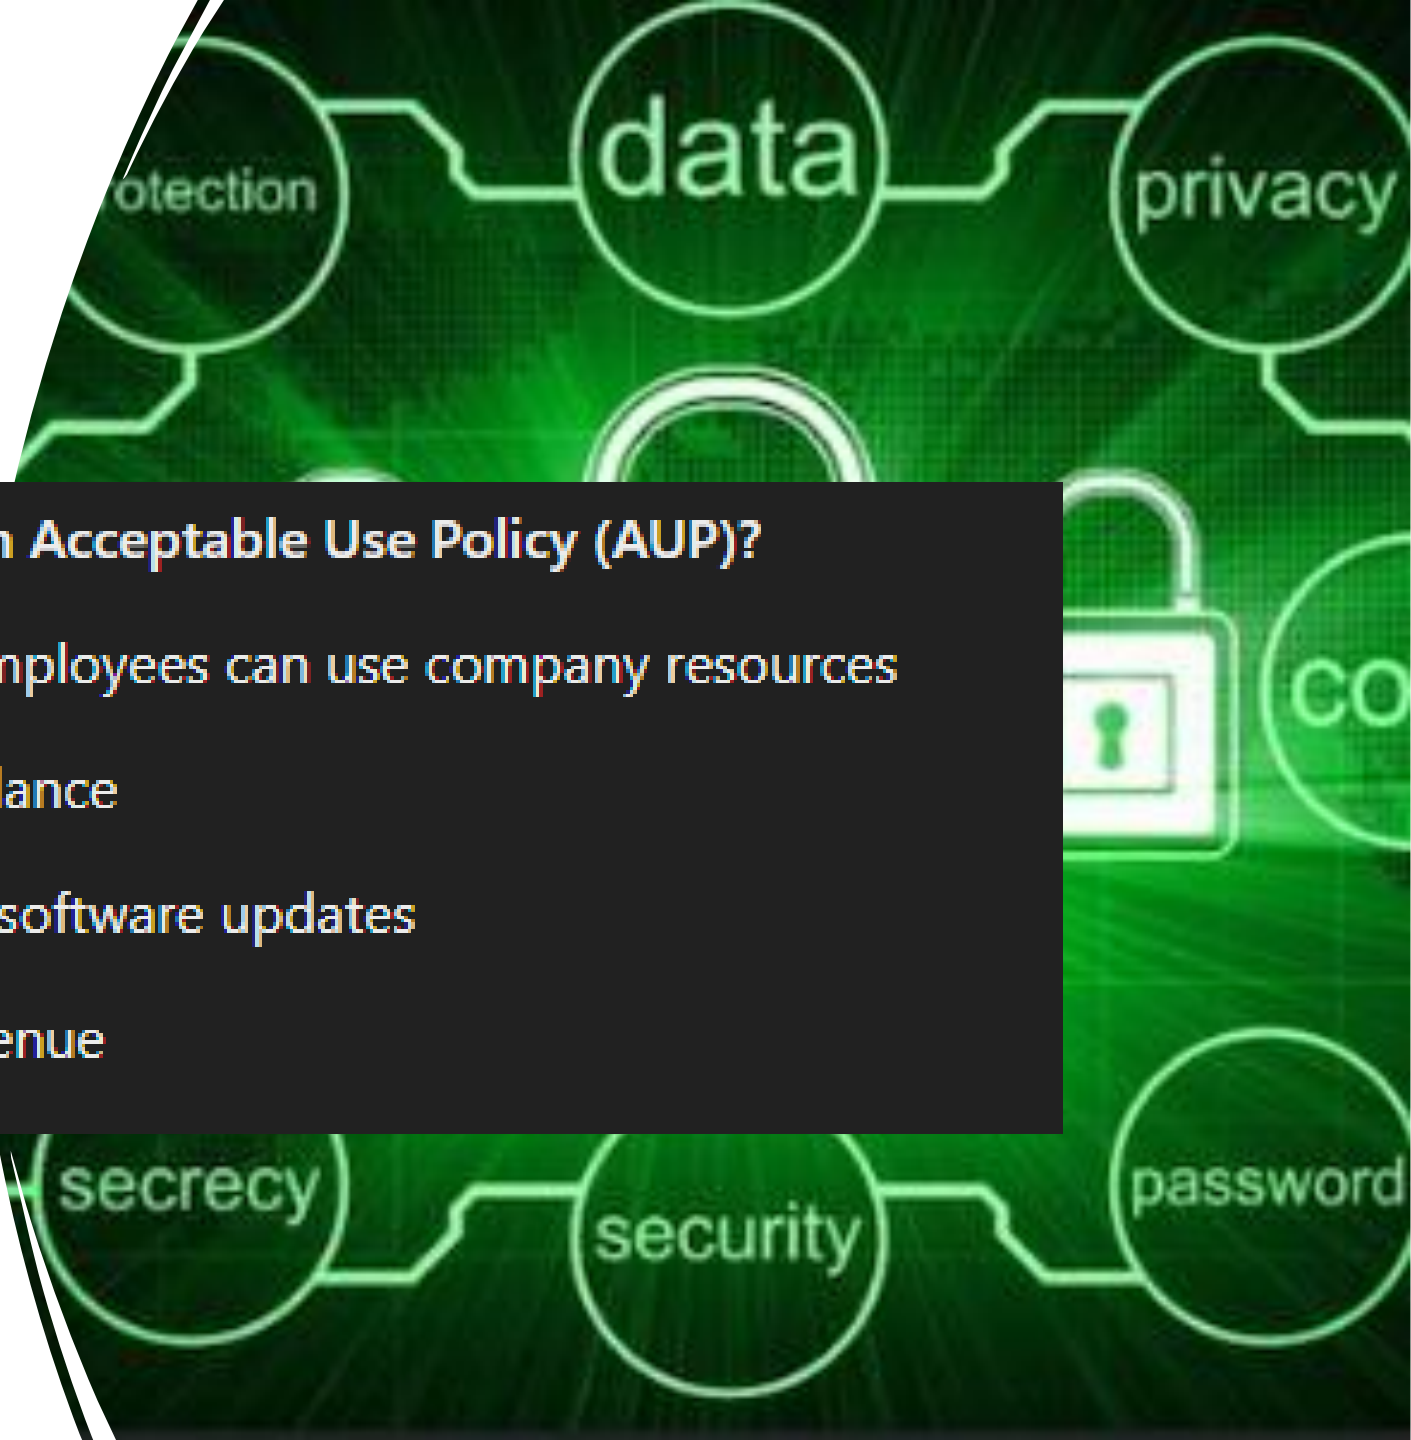 data
privacy
otection
n Acceptable Use Policy (AUP)?
mployees can use company resources
co
lance
software updates
enue
secrecy
security
password